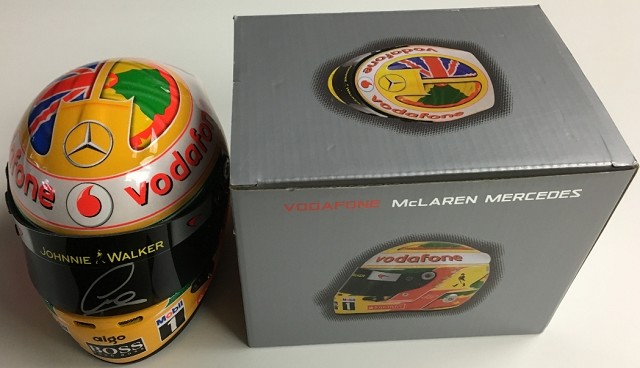 vodafone
vodafone
JOHNNIE WALKER
Mobil 1
aigo
BOSS
vodafone
vodafone
VODAFONE McLAREN MERCEDES
vodafone